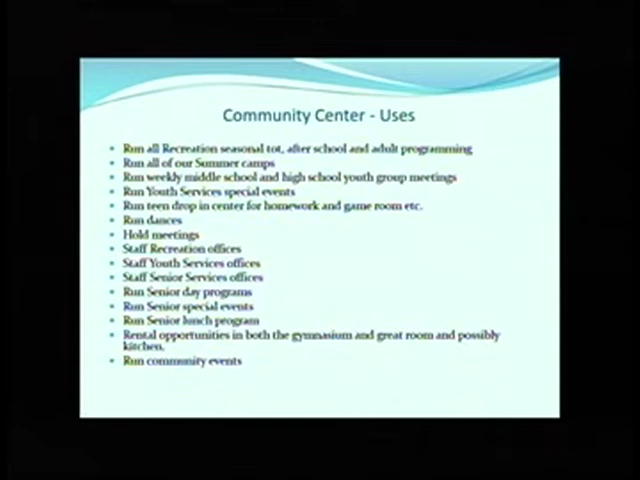 Community Center - Uses
Run all Recreation seasonal tot, after school and adult programming
Run all of our Summer camps
Run weekly middle school and high school youth group meetings
Run Youth Services special events
Run teen drop in center for homework and game room etc.
Run dances
Hold meetings
Staff Recreation offices
Staff Youth Services offices
Staff Senior Services offices
Run Senior day programs
Run Senior special events
Run Senior lunch program
Rental opportunities in both the gymnasium and great room and possibly
kitchen.
Run community events